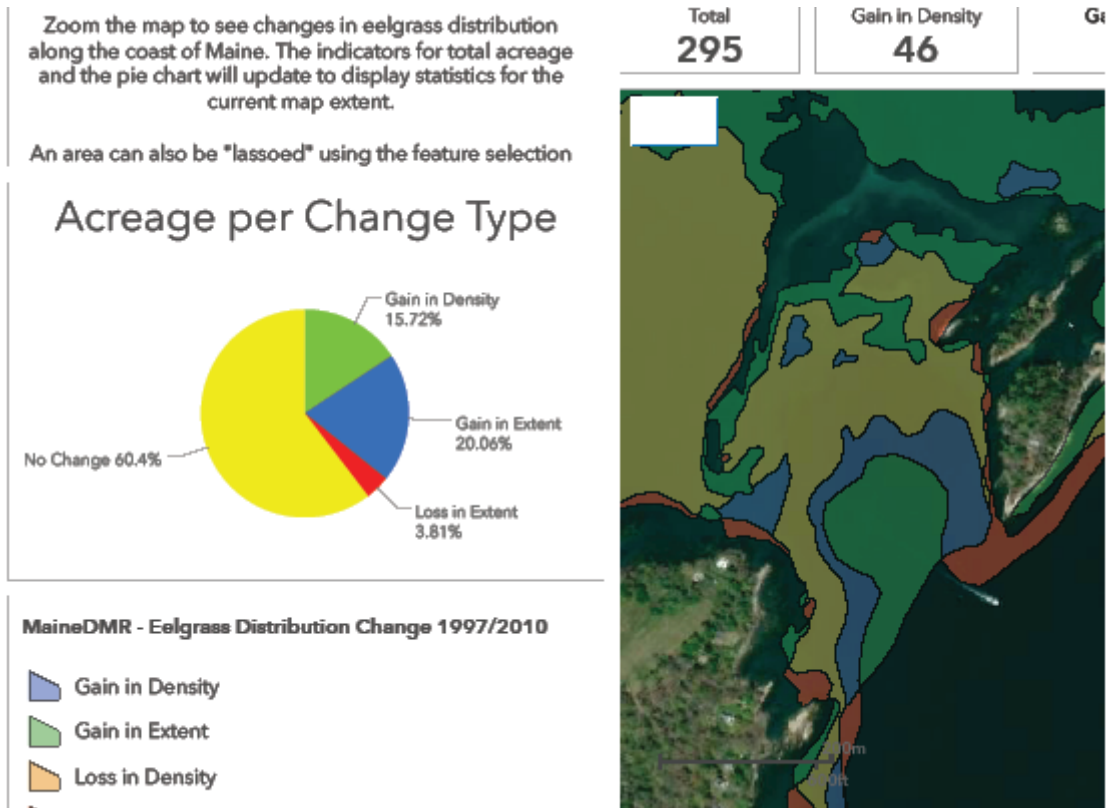 Zoom the map to see changes in eelgrass distribution
along the coast of Maine. The indicators for total acreage
and the pie chart will update to display statistics for the
current map extent.
An area can also be "lassoed" using the feature selection
Total
295
Gain in Density
46
Acreage per Change Type
Gain in Density
15.72%
Gain in Extent
20.06%
No Change 60.4%
Loss in Extent
3.81%
MaineDMR - Eelgrass Distribution Change 1997/2010
Gain in Density
Gain in Extent
Loss in Density